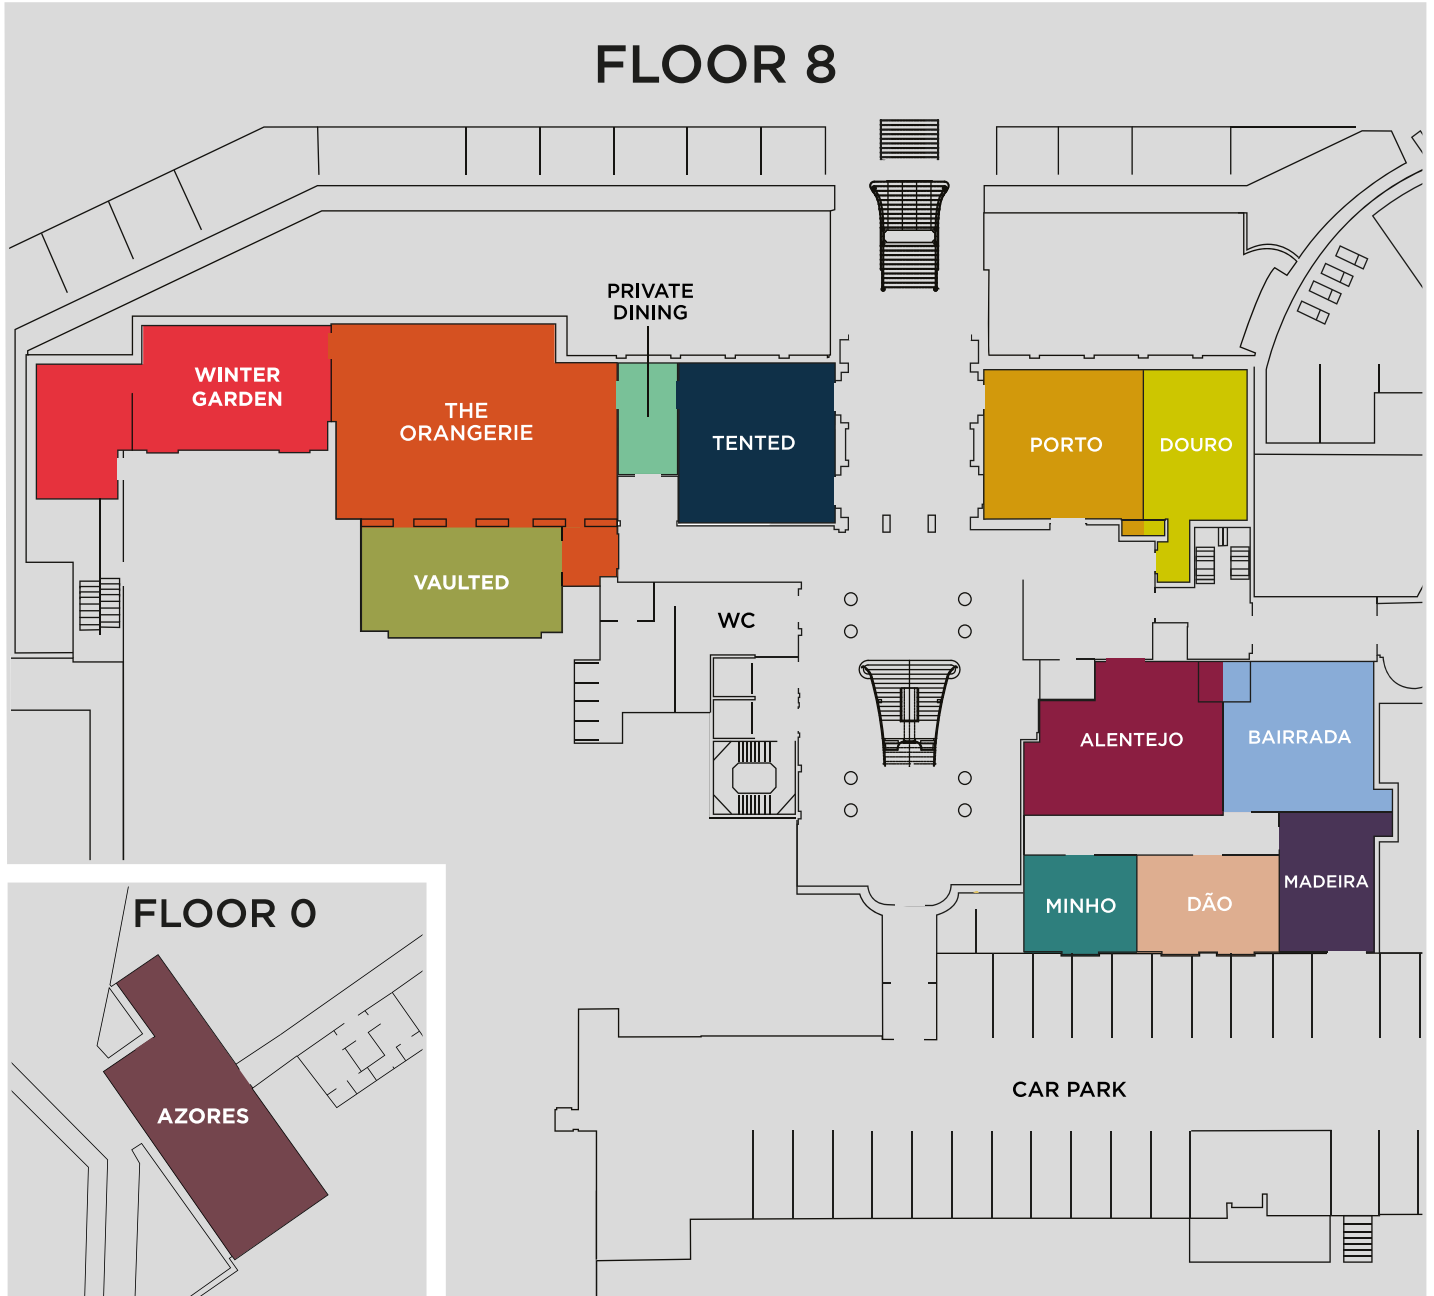 FLOOR 8
PRIVATE
DINING
WINTER
GARDEN
THE
ORANGERIE
TENTED
PORTO
DOURO
VAULTED
WC
ALENTEJO
BAIRRADA
MADEIRA
MINHO
DÃO
FLOOR 0
AZORES
CAR PARK